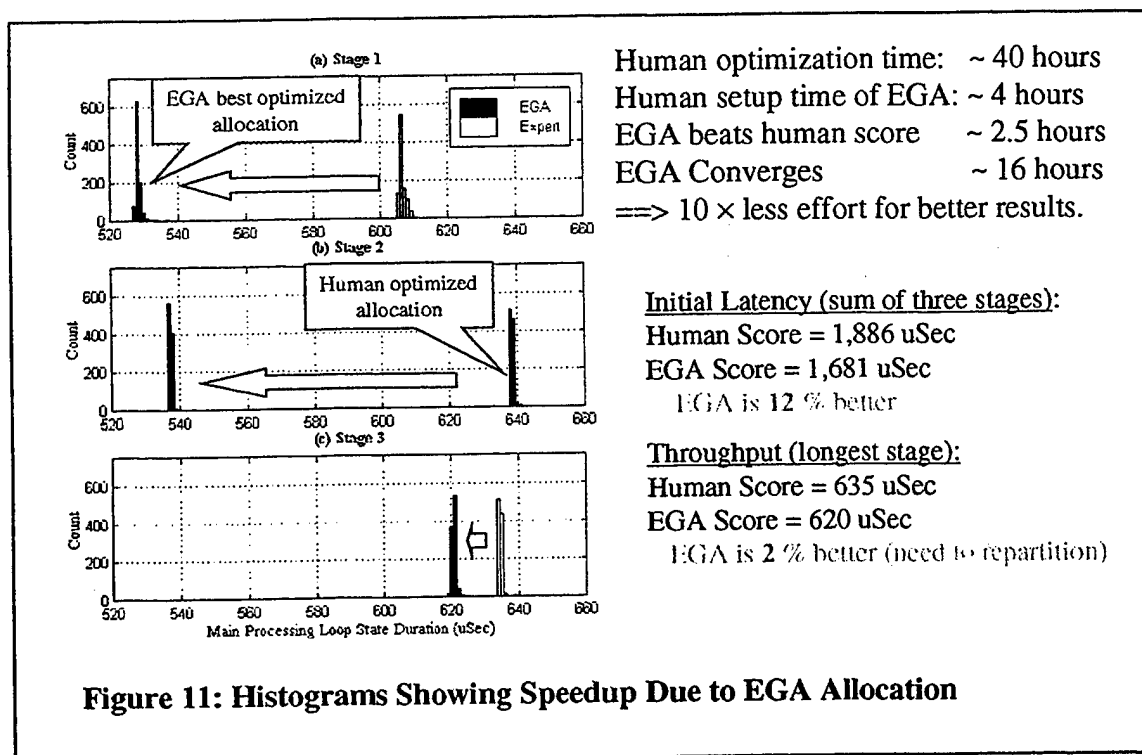 (a) Stage 1
EGA best optimized
allocation
EGA
Expert
Count
600
400
200
0
520 540 560 580 600 620 640 660
(b) Stage 2
Human optimized
allocation
Count
600
400
200
0
520 540 560 580 600 620 640 660
(c) Stage 3
Count
600
400
200
0
520 540 560 580 600 620 640 660
Main Processing Loop State Duration (uSec)
Human optimization time: ~ 40 hours
Human setup time of EGA: ~ 4 hours
EGA beats human score ~ 2.5 hours
EGA Converges ~ 16 hours
==> 10 × less effort for better results.
Initial Latency (sum of three stages):
Human Score = 1,886 uSec
EGA Score = 1,681 uSec
EGA is 12 % better
Throughput (longest stage):
Human Score = 635 uSec
EGA Score = 620 uSec
EGA is 2 % better (need to repartition)
Figure 11: Histograms Showing Speedup Due to EGA Allocation